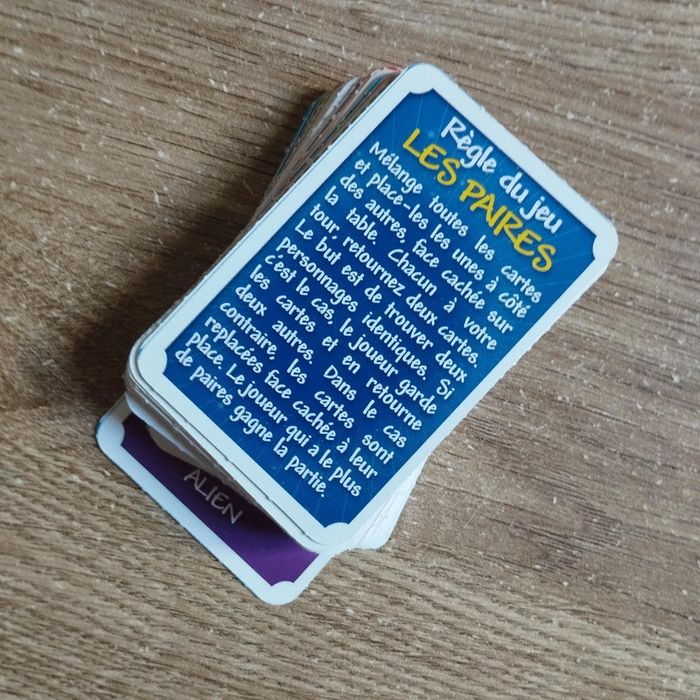 Règle du jeu
LES PAIRES
Mélange toutes les cartes
et place-les les unes à côté
des autres, face cachée sur
la table. Chacun à votre
tour, retournez deux cartes.
Le but est de trouver deux
personnages identiques. Si
c'est le cas, le joueur garde
les cartes et en retourne
deux autres. Dans le cas
contraire, les cartes sont
replacées face cachée à leur
place. Le joueur qui a le plus
de paires gagne la partie.
ALIEN